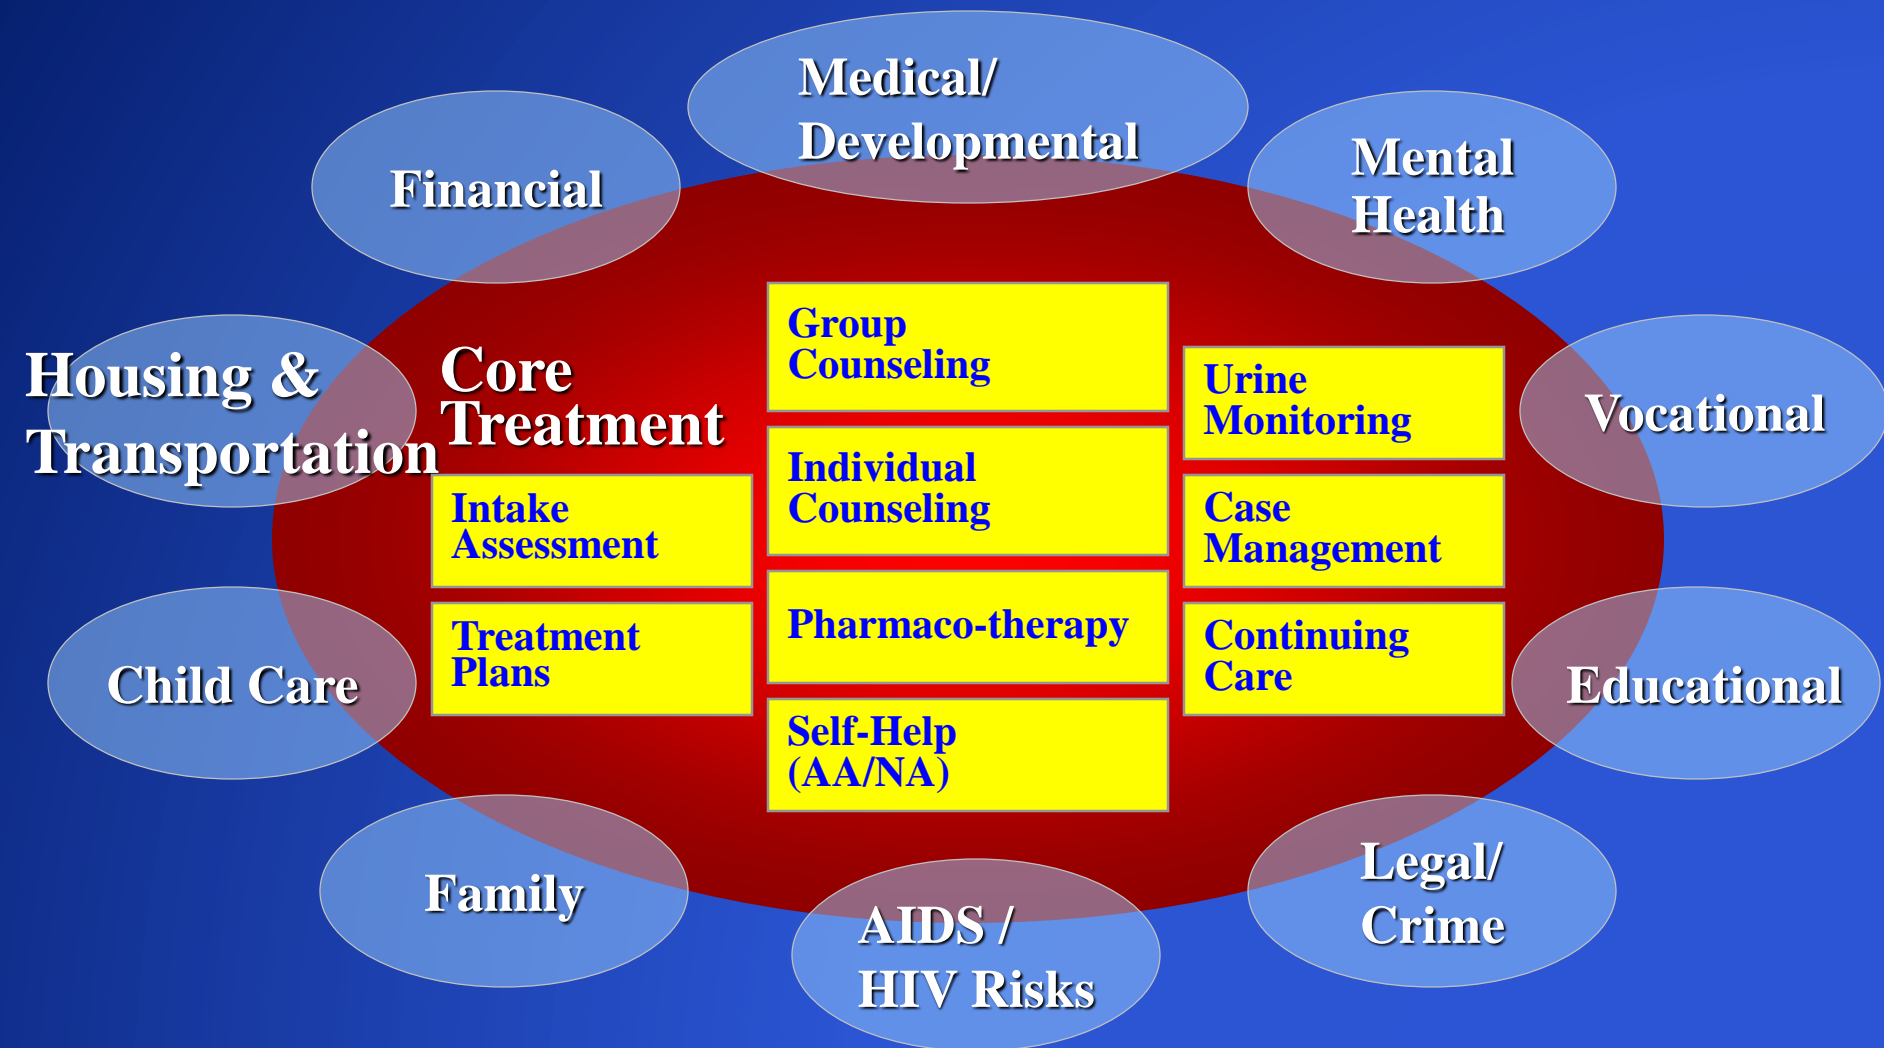 Medical/
Developmental
Financial
Mental
Health
Housing &
Transportation
Core
Treatment
Group
Counseling
Urine
Monitoring
Vocational
Intake
Assessment
Individual
Counseling
Case
Management
Treatment
Plans
Pharmaco-therapy
Continuing
Care
Child Care
Educational
Self-Help
(AA/NA)
Family
AIDS /
HIV Risks
Legal/
Crime